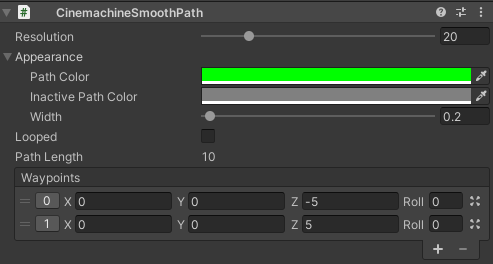 CinemachineSmoothPath
Resolution 20
Appearance
Path Color
Inactive Path Color
Width 0.2
Looped
Path Length 10
Waypoints
0 X 0 Y 0 Z -5 Roll 0
1 X 0 Y 0 Z 5 Roll 0
+ −